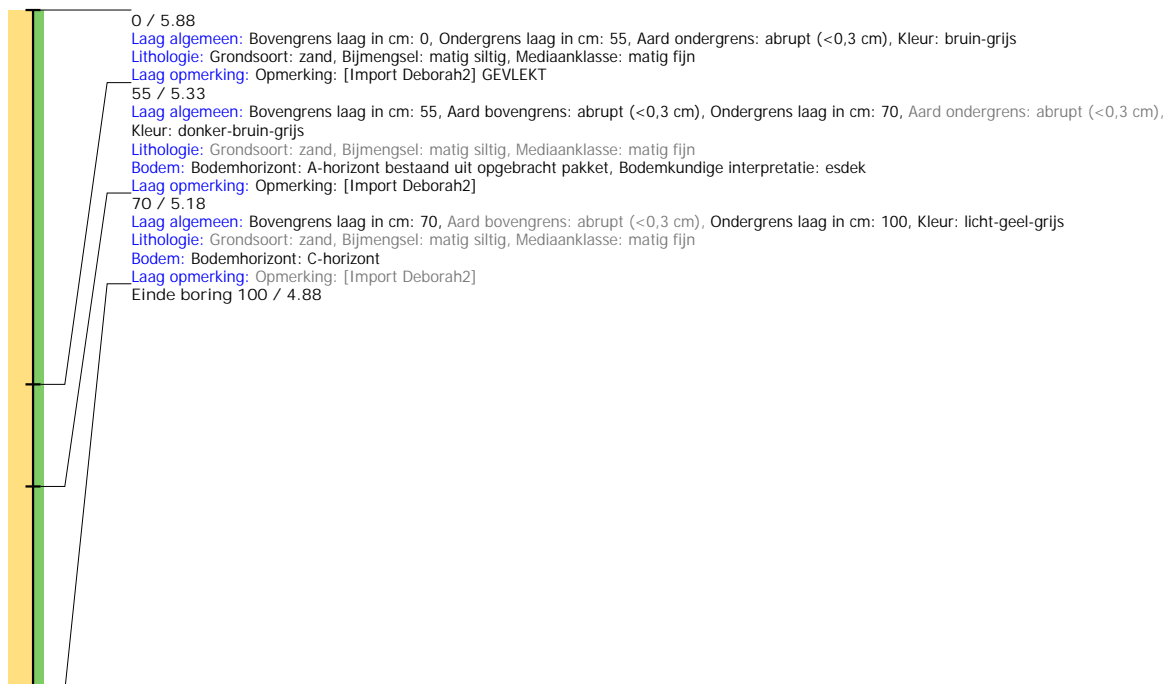 0 / 5.88
Laag algemeen: Bovengrens laag in cm: 0, Ondergrens laag in cm: 55, Aard ondergrens: abrupt (<0,3 cm), Kleur: bruin-grijs
Lithologie: Grondsoort: zand, Bijmengsel: matig siltig, Mediaanklasse: matig fijn
Laag opmerking: Opmerking: [Import Deborah2] GEVLEKT
55 / 5.33
Laag algemeen: Bovengrens laag in cm: 55, Aard bovengrens: abrupt (<0,3 cm), Ondergrens laag in cm: 70, Aard ondergrens: abrupt (<0,3 cm),
Kleur: donker-bruin-grijs
Lithologie: Grondsoort: zand, Bijmengsel: matig siltig, Mediaanklasse: matig fijn
Bodem: Bodemhorizont: A-horizont bestaand uit opgebracht pakket, Bodemkundige interpretatie: esdek
Laag opmerking: Opmerking: [Import Deborah2]
70 / 5.18
Laag algemeen: Bovengrens laag in cm: 70, Aard bovengrens: abrupt (<0,3 cm), Ondergrens laag in cm: 100, Kleur: licht-geel-grijs
Lithologie: Grondsoort: zand, Bijmengsel: matig siltig, Mediaanklasse: matig fijn
Bodem: Bodemhorizont: C-horizont
Laag opmerking: Opmerking: [Import Deborah2]
Einde boring 100 / 4.88